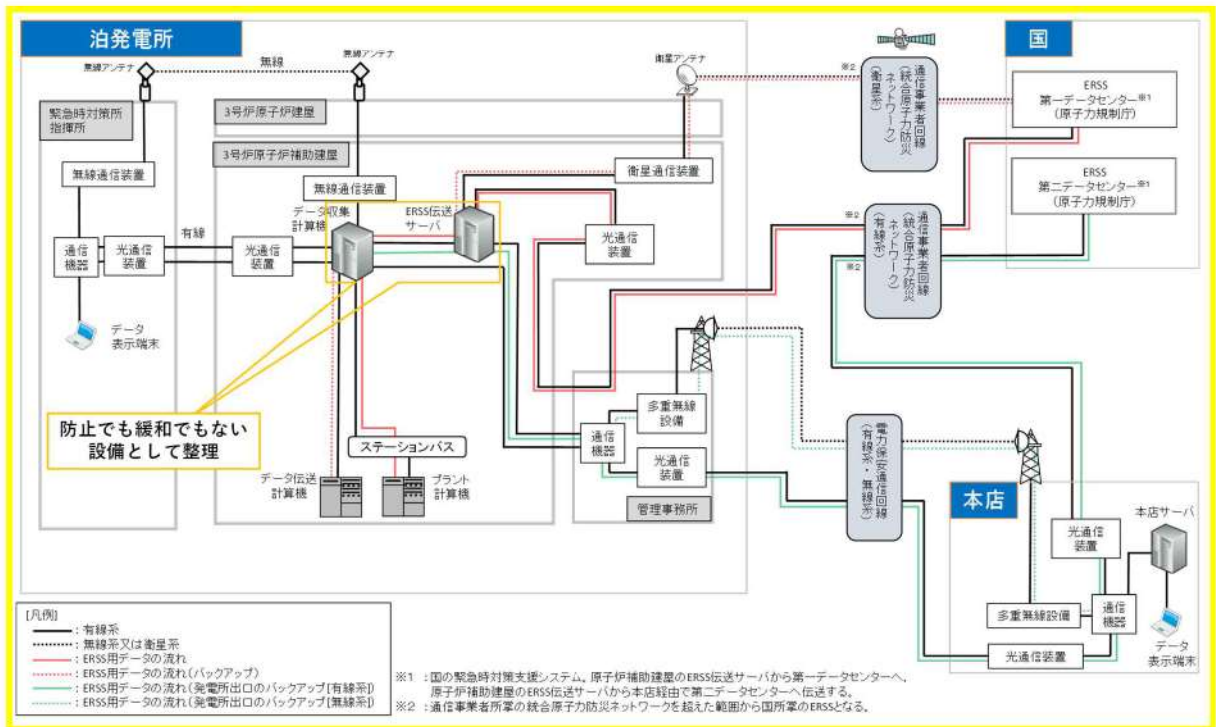 泊発電所
無線アンテナ
無線
無線アンテナ
衛星アンテナ
緊急時対策所
指揮所
3号炉原子炉建屋
3号炉原子炉補助建屋
無線通信装置
無線通信装置
衛星通信装置
データ収集
計算機
ERSS伝送
サーバ
有線
通信
機器
光通信
装置
光通信
装置
光通信
装置
データ
表示端末
防止でも緩和でもない
設備として整理
ステーションバス
データ伝送
計算機
プラント
計算機
多重無線
設備
通信
機器
光通信
装置
管理事務所
※2
通信事業者回線
(統合原子力防災
ネットワーク)
(衛星系)
※2
※2
通信事業者回線
(統合原子力防災
ネットワーク)
(有線系)
電力保安通信回線
(有線系・無線系)
国
ERSS
第一データセンター※1
(原子力規制庁)
ERSS
第二データセンター※1
(原子力規制庁)
本店
本店サーバ
光通信
装置
多重無線設備
通信
機器
光通信装置
データ
表示端末
[凡例]
:有線系
:無線系又は衛星系
:ERSS用データの流れ
:ERSS用データの流れ(バックアップ)
:ERSS用データの流れ(発電所出口のバックアップ[有線系])
:ERSS用データの流れ(発電所出口のバックアップ[無線系])
※1 :国の緊急時対策支援システム。原子炉補助建屋のERSS伝送サーバから第一データセンターへ、
原子炉補助建屋のERSS伝送サーバから本店経由で第二データセンターへ伝送する。
※2 :通信事業者所掌の統合原子力防災ネットワークを超えた範囲から国所掌のERSSとなる。